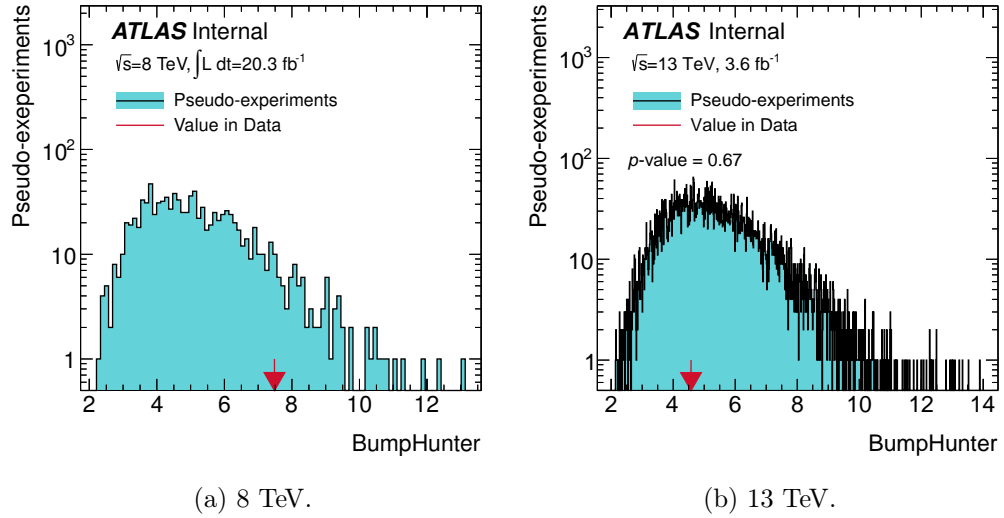 Pseudo-exeperiments
10³
10²
10
1
ATLAS Internal
√s=8 TeV, ∫L dt=20.3 fb⁻¹
Pseudo-experiments
Value in Data
2 4 6 8 10 12
BumpHunter
(a) 8 TeV.
Pseudo-exeperiments
10³
10²
10
1
ATLAS Internal
√s=13 TeV, 3.6 fb⁻¹
Pseudo-experiments
Value in Data
p-value = 0.67
2 4 6 8 10 12 14
BumpHunter
(b) 13 TeV.